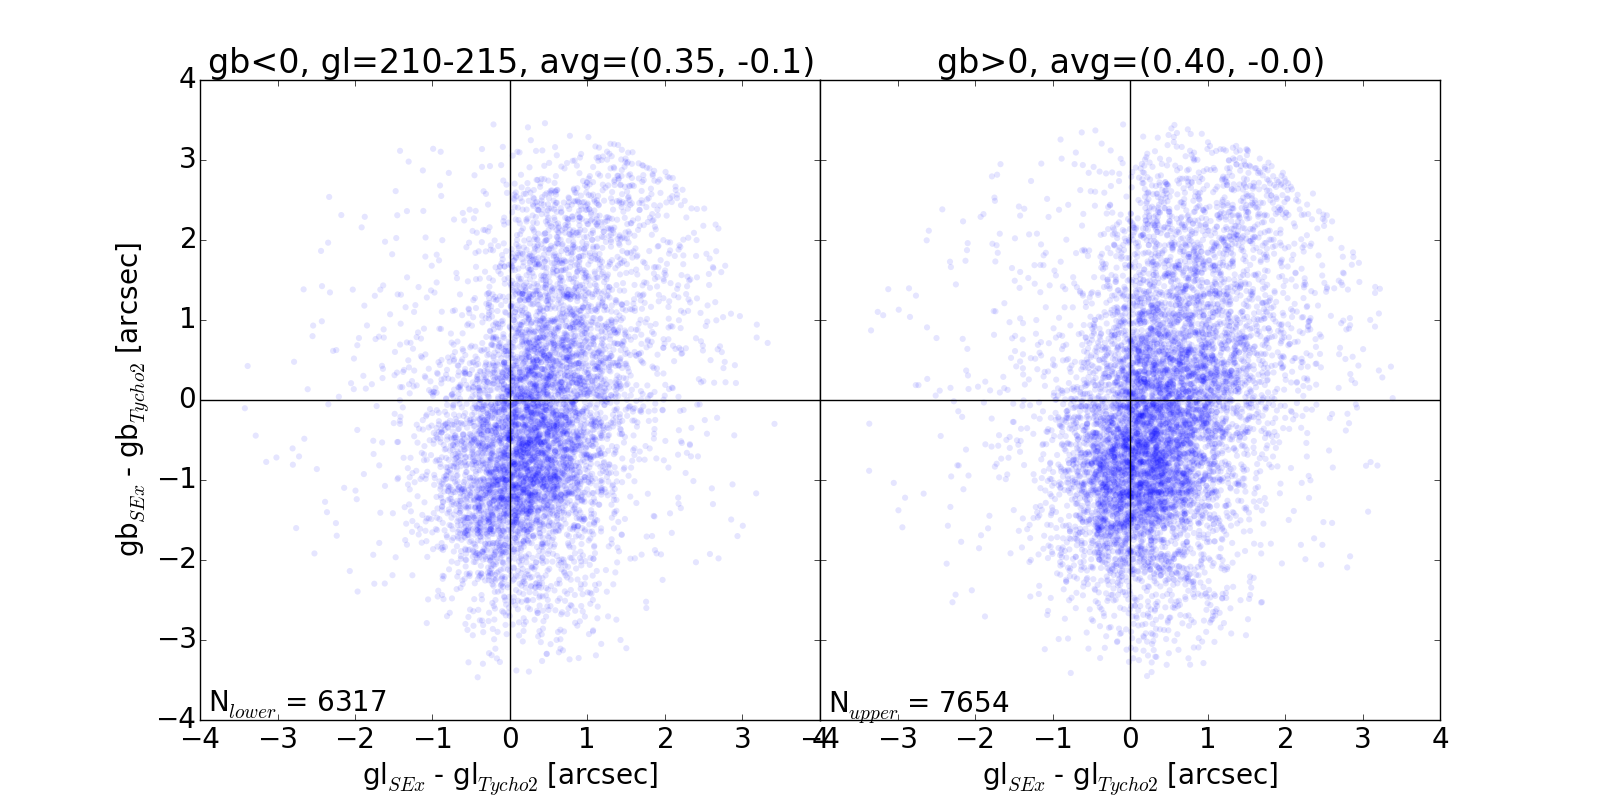 gb<0, gl=210-215, avg=(0.35, -0.1)
gb>0, avg=(0.40, -0.0)
gb_SEx - gb_Tycho2 [arcsec]
4
3
2
1
0
−1
−2
−3
−4
N_lower = 6317
N_upper = 7654
−4 −3 −2 −1 0 1 2 3 4
−4 −3 −2 −1 0 1 2 3 4
gl_SEx - gl_Tycho2 [arcsec]
gl_SEx - gl_Tycho2 [arcsec]